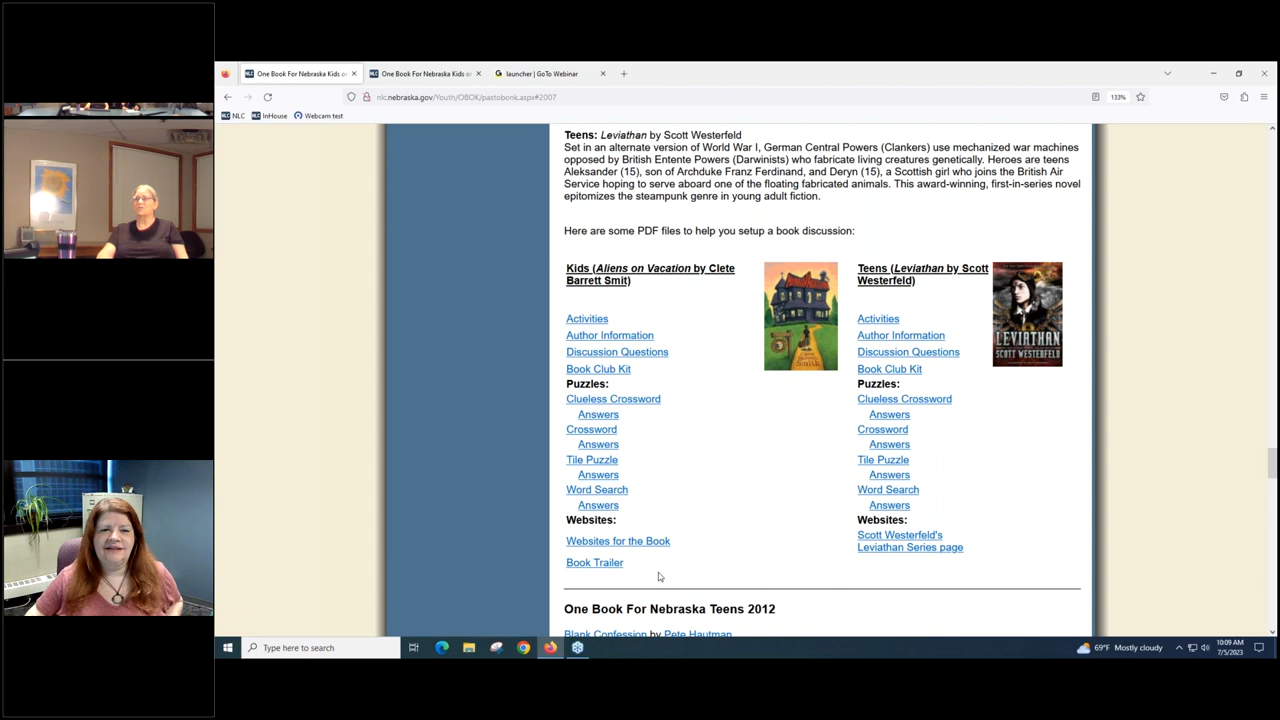 One Book For Nebraska Kids or
One Book For Nebraska Kids or
launcher | GoTo Webinar
nlc.nebraska.gov/Youth/OBOK/pastobonk.aspx#2007
133%
NLC
InHouse
Webcam test
Teens: Leviathan by Scott Westerfeld
Set in an alternate version of World War I, German Central Powers (Clankers) use mechanized war machines
opposed by British Entente Powers (Darwinists) who fabricate living creatures genetically. Heroes are teens
Aleksander (15), son of Archduke Franz Ferdinand, and Deryn (15), a Scottish girl who joins the British Air
Service hoping to serve aboard one of the floating fabricated animals. This award-winning, first-in-series novel
epitomizes the steampunk genre in young adult fiction.
Here are some PDF files to help you setup a book discussion:
Kids (Aliens on Vacation by Clete
Barrett Smit)
Activities
Author Information
Discussion Questions
Book Club Kit
Puzzles:
Clueless Crossword
Answers
Crossword
Answers
Tile Puzzle
Answers
Word Search
Answers
Websites:
Websites for the Book
Book Trailer
Teens (Leviathan by Scott
Westerfeld)
LEVIATHAN
SCOTT WESTERFELD
Activities
Author Information
Discussion Questions
Book Club Kit
Puzzles:
Clueless Crossword
Answers
Crossword
Answers
Tile Puzzle
Answers
Word Search
Answers
Websites:
Scott Westerfeld's
Leviathan Series page
One Book For Nebraska Teens 2012
Blank Confession by Pete Hautman
Type here to search
69°F Mostly cloudy
10:09 AM
7/5/2023